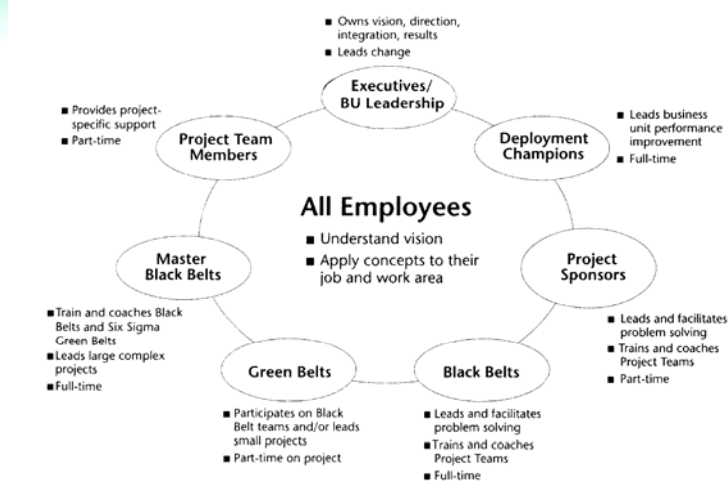 ■ Owns vision, direction,
integration, results
■ Leads change
Executives/
BU Leadership
■ Provides project-
specific support
■ Part-time
Project Team
Members
Deployment
Champions
■ Leads business
unit performance
improvement
■ Full-time
All Employees
■ Understand vision
■ Apply concepts to their
job and work area
Master
Black Belts
Project
Sponsors
■ Train and coaches Black
Belts and Six Sigma
Green Belts
■ Leads large complex
projects
■ Full-time
■ Leads and facilitates
problem solving
■ Trains and coaches
Project Teams
■ Part-time
Green Belts
Black Belts
■ Participates on Black
Belt teams and/or leads
small projects
■ Part-time on project
■ Leads and facilitates
problem solving
■ Trains and coaches
Project Teams
■ Full-time